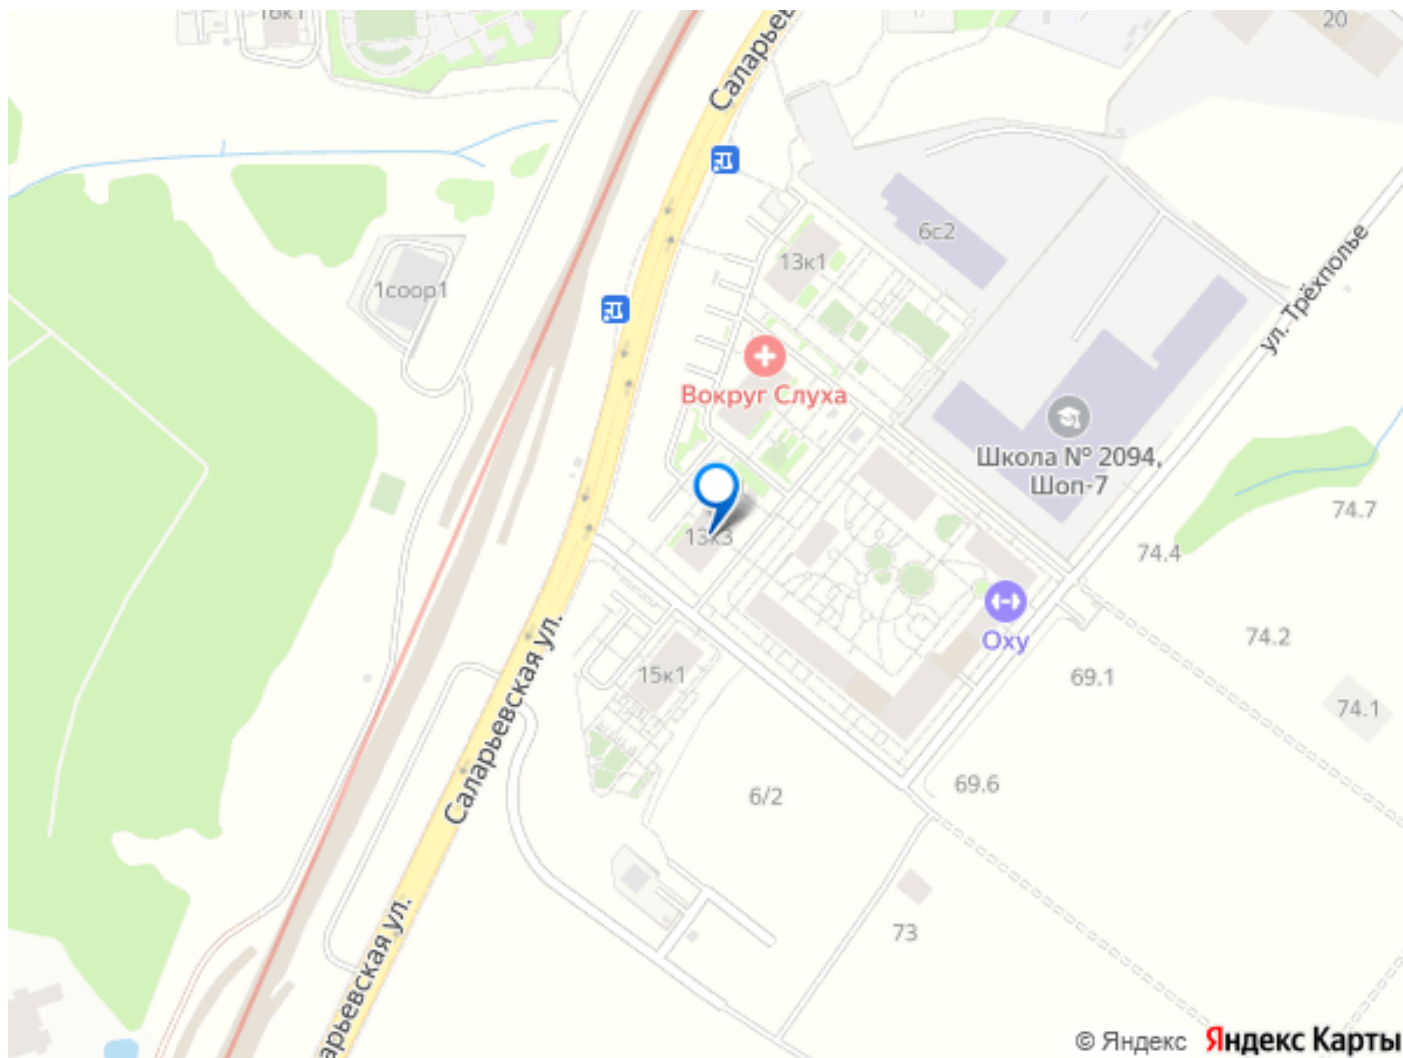 16к1
20
Саларьев
6с2
13к1
ул. Трёхполье
1соор1
Вокруг Слуха
Школа № 2094,
Шоп-7
74.7
13к3
74.4
Оху
74.2
15к1
69.1
74.1
Саларьевская ул.
69.6
6/2
73
арьевская ул.
© Яндекс Яндекс Карты